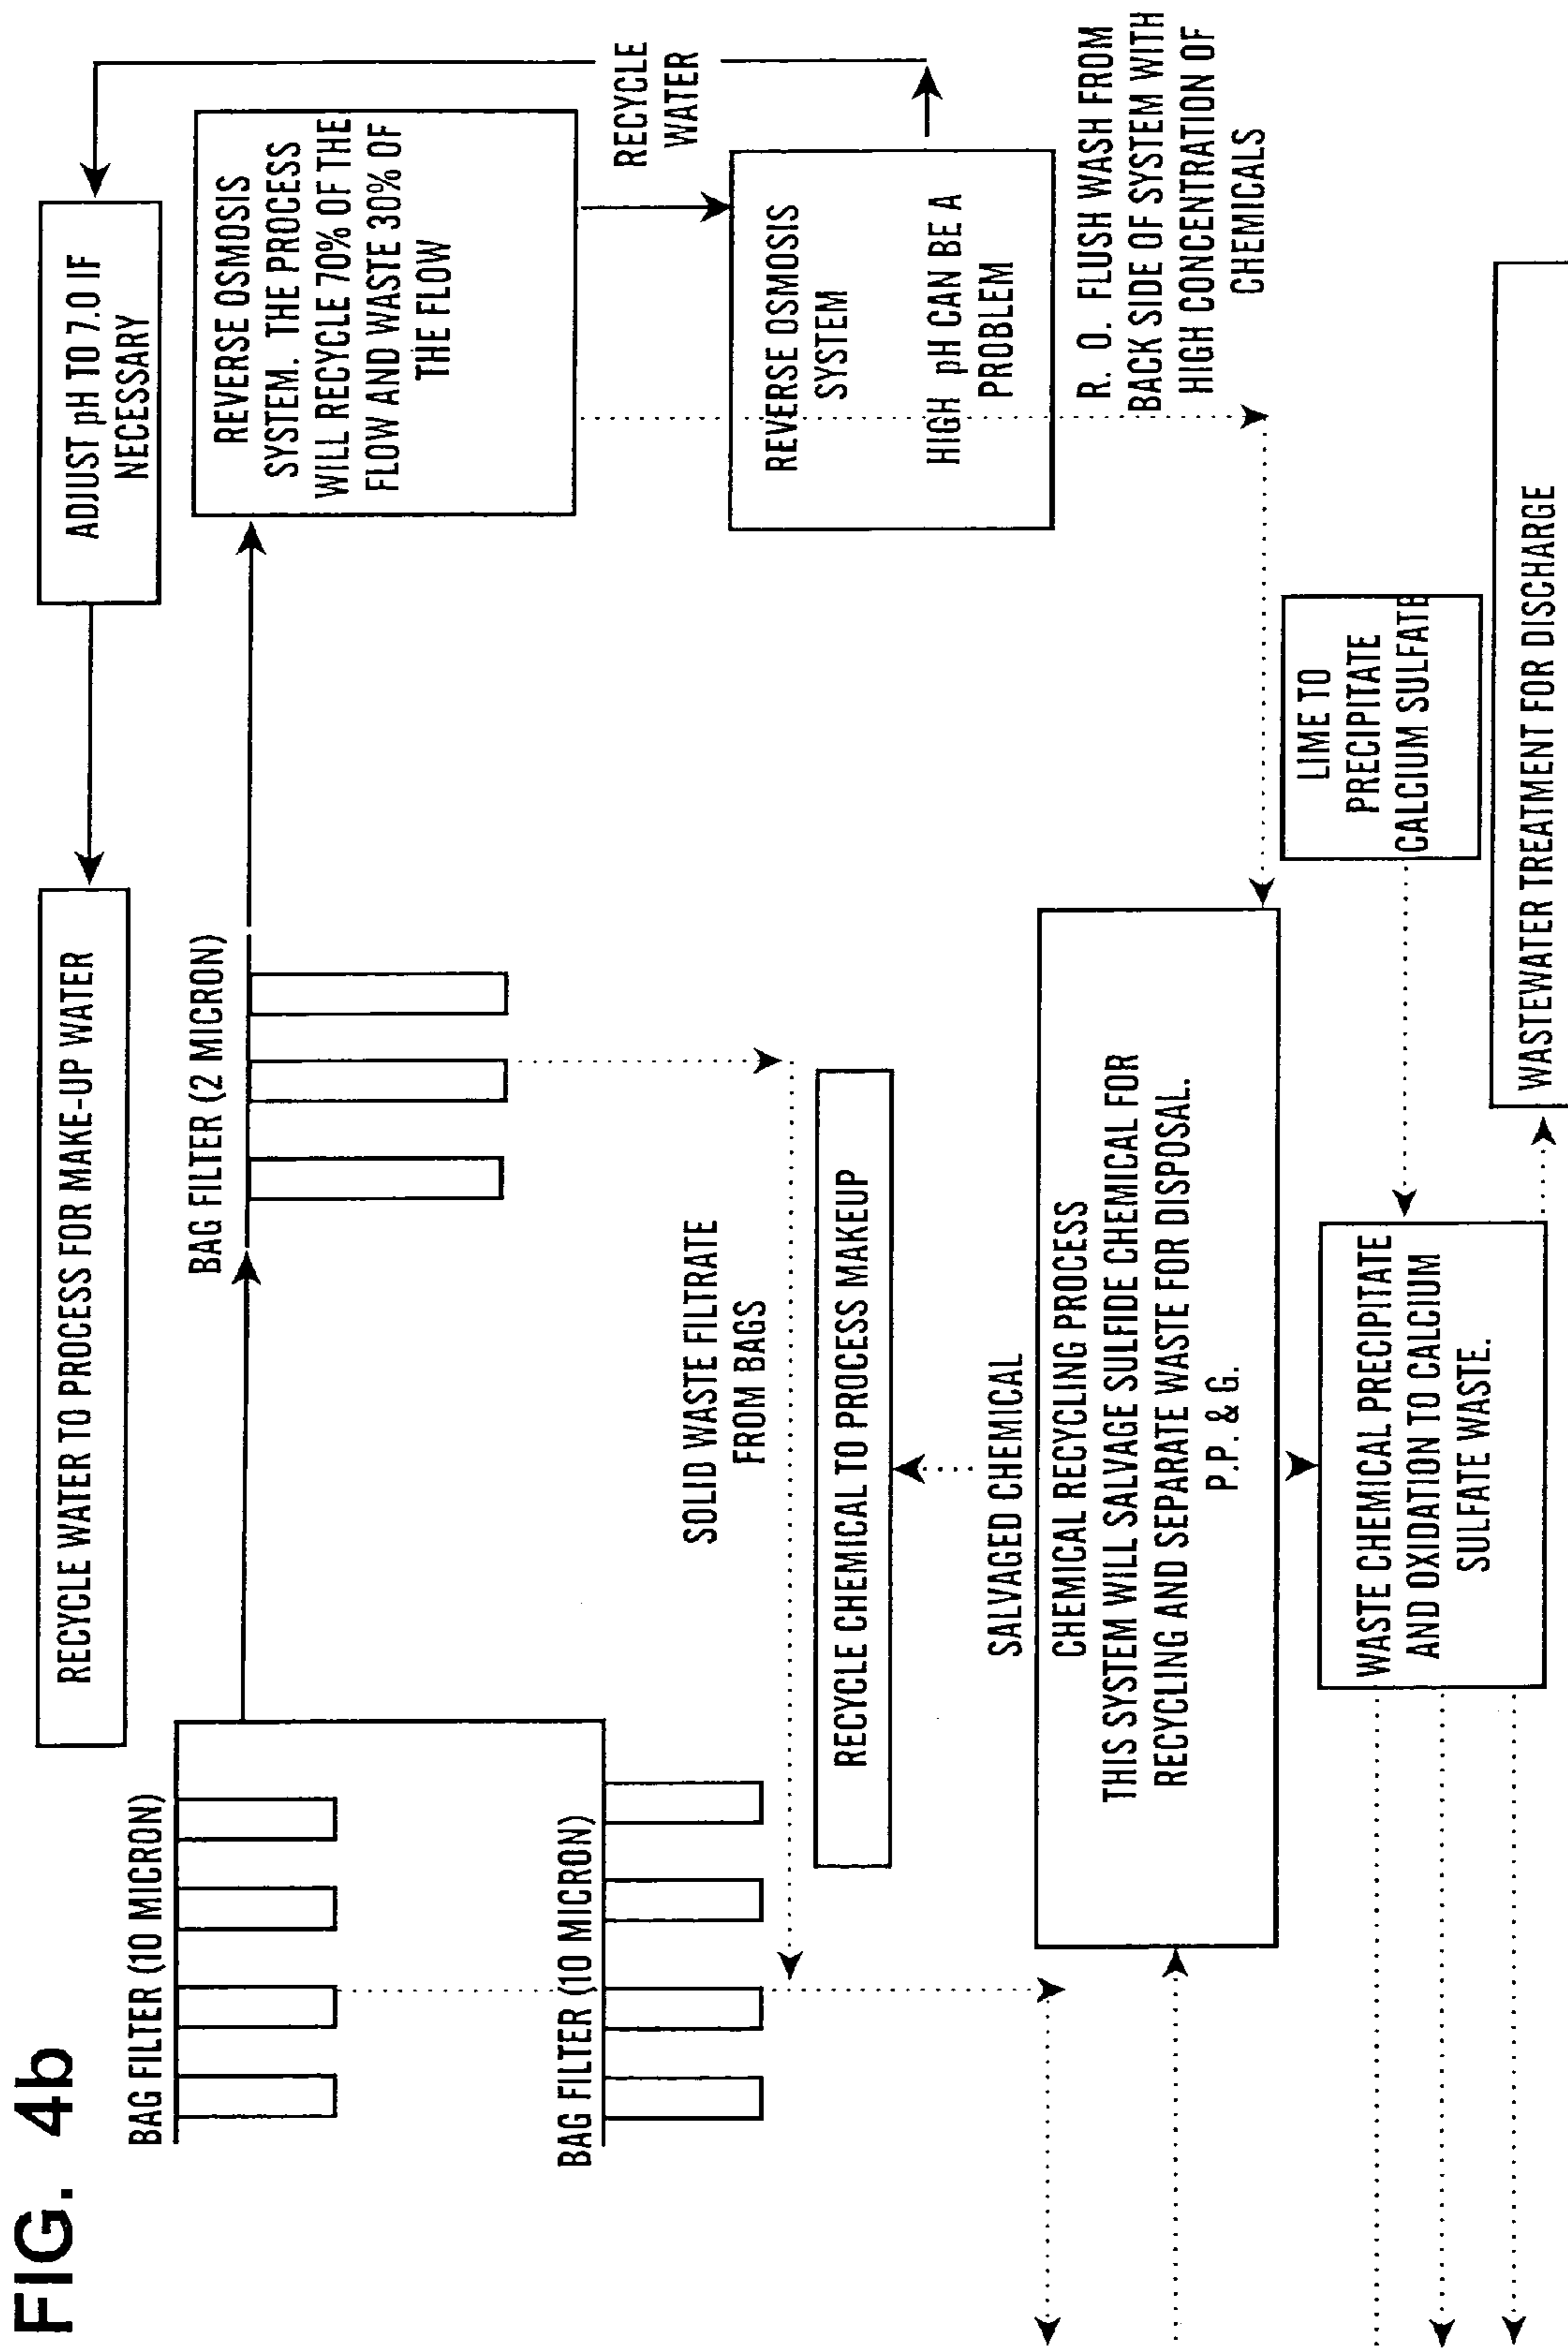 FIG. 4b
RECYCLE WATER TO PROCESS FOR MAKE-UP WATER
ADJUST pH TO 7.0 IF
NECESSARY
BAG FILTER (10 MICRON)
BAG FILTER (2 MICRON)
REVERSE OSMOSIS
SYSTEM. THE PROCESS
WILL RECYCLE 70% OF THE
FLOW AND WASTE 30% OF
THE FLOW
RECYCLE
WATER
BAG FILTER (10 MICRON)
SOLID WASTE FILTRATE
FROM BAGS
REVERSE OSMOSIS
SYSTEM
HIGH pH CAN BE A
PROBLEM
RECYCLE CHEMICAL TO PROCESS MAKEUP
SALVAGED CHEMICAL
R. O. FLUSH WASH FROM
BACK SIDE OF SYSTEM WITH
HIGH CONCENTRATION OF
CHEMICALS
CHEMICAL RECYCLING PROCESS
THIS SYSTEM WILL SALVAGE SULFIDE CHEMICAL FOR
RECYCLING AND SEPARATE WASTE FOR DISPOSAL.
P.P. & G.
LIME TO
PRECIPITATE
CALCIUM SULFATE
WASTE CHEMICAL PRECIPITATE
AND OXIDATION TO CALCIUM
SULFATE WASTE.
WASTEWATER TREATMENT FOR DISCHARGE